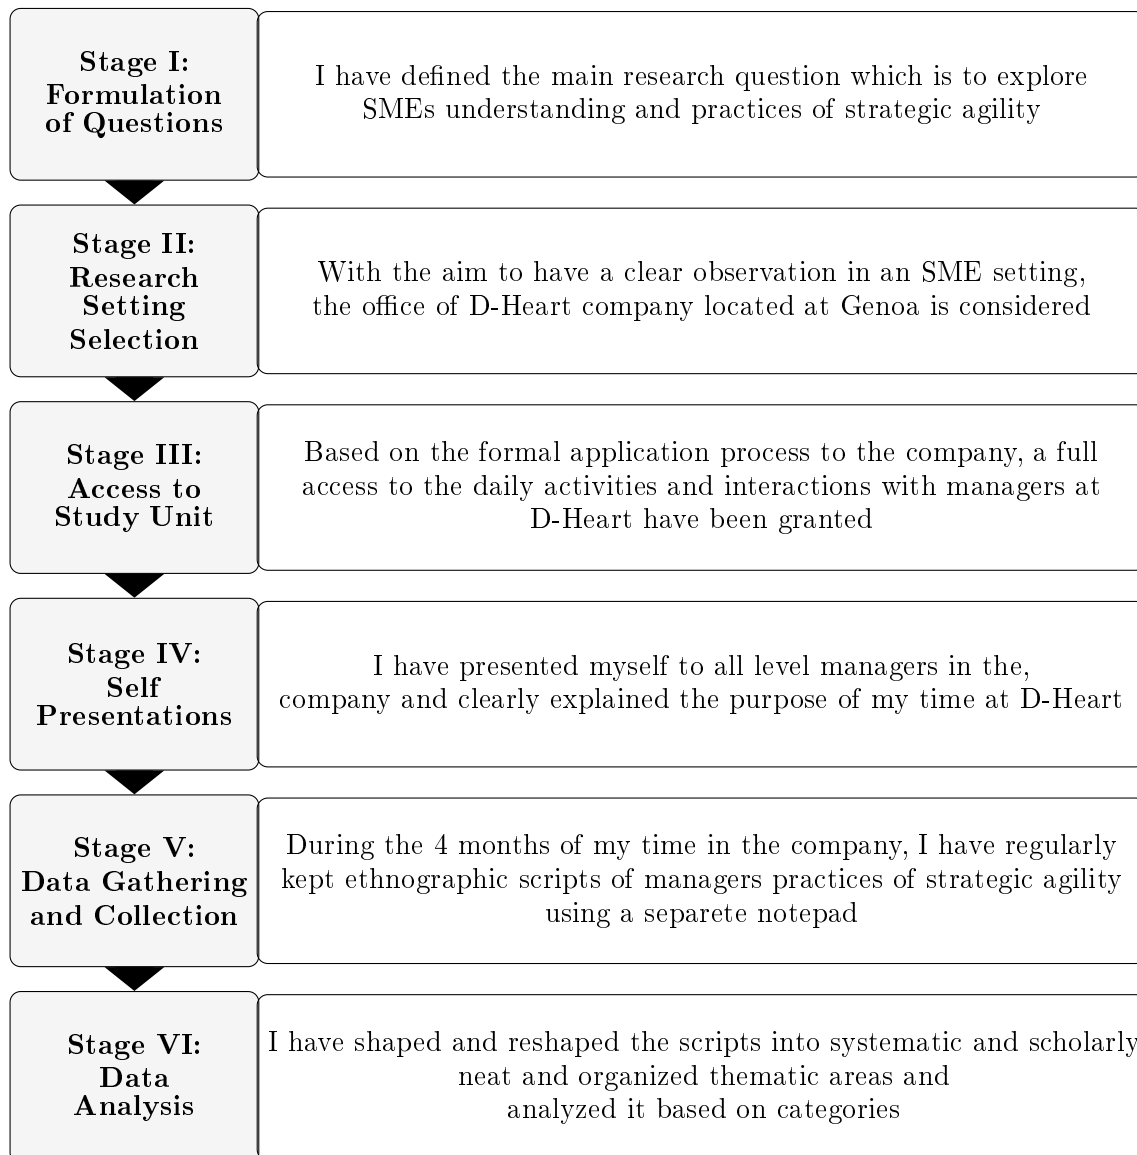 Stage I:
Formulation
of Questions
I have defined the main research question which is to explore
SMEs understanding and practices of strategic agility
Stage II:
Research
Setting
Selection
With the aim to have a clear observation in an SME setting,
the office of D-Heart company located at Genoa is considered
Stage III:
Access to
Study Unit
Based on the formal application process to the company, a full
access to the daily activities and interactions with managers at
D-Heart have been granted
Stage IV:
Self
Presentations
I have presented myself to all level managers in the,
company and clearly explained the purpose of my time at D-Heart
Stage V:
Data Gathering
and Collection
During the 4 months of my time in the company, I have regularly
kept ethnographic scripts of managers practices of strategic agility
using a separete notepad
Stage VI:
Data
Analysis
I have shaped and reshaped the scripts into systematic and scholarly
neat and organized thematic areas and
analyzed it based on categories